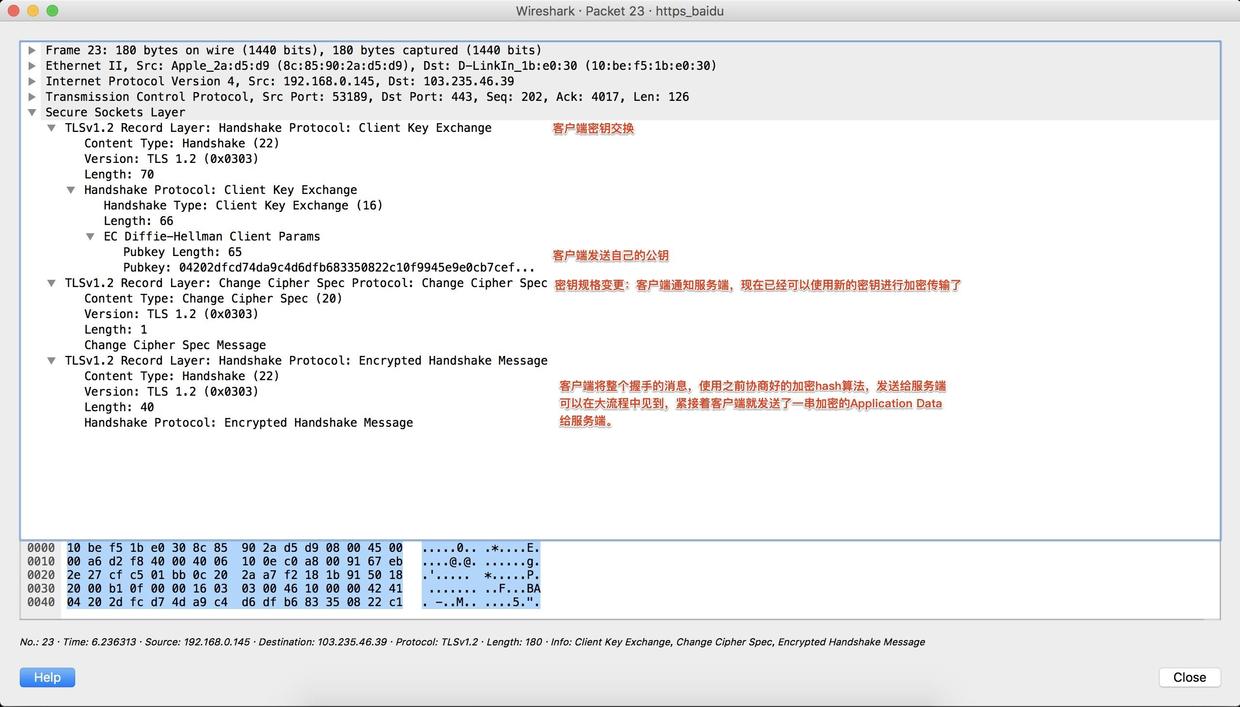 Wireshark · Packet 23 · https_baidu
Frame 23: 180 bytes on wire (1440 bits), 180 bytes captured (1440 bits)
Ethernet II, Src: Apple_2a:d5:d9 (8c:85:90:2a:d5:d9), Dst: D-LinkIn_1b:e0:30 (10:be:f5:1b:e0:30)
Internet Protocol Version 4, Src: 192.168.0.145, Dst: 103.235.46.39
Transmission Control Protocol, Src Port: 53189, Dst Port: 443, Seq: 202, Ack: 4017, Len: 126
Secure Sockets Layer
TLSv1.2 Record Layer: Handshake Protocol: Client Key Exchange 客户端密钥交换
Content Type: Handshake (22)
Version: TLS 1.2 (0x0303)
Length: 70
Handshake Protocol: Client Key Exchange
Handshake Type: Client Key Exchange (16)
Length: 66
EC Diffie-Hellman Client Params
Pubkey Length: 65 客户端发送自己的公钥
Pubkey: 04202dfcd74da9c4d6dfb683350822c10f9945e9e0cb7cef...
TLSv1.2 Record Layer: Change Cipher Spec Protocol: Change Cipher Spec 密钥规格变更：客户端通知服务端，现在已经可以使用新的密钥进行加密传输了
Content Type: Change Cipher Spec (20)
Version: TLS 1.2 (0x0303)
Length: 1
Change Cipher Spec Message
TLSv1.2 Record Layer: Handshake Protocol: Encrypted Handshake Message
Content Type: Handshake (22)
Version: TLS 1.2 (0x0303)
Length: 40
Handshake Protocol: Encrypted Handshake Message
客户端将整个握手的消息，使用之前协商好的加密hash算法，发送给服务端
可以在大流程中见到，紧接着客户端就发送了一串加密的Application Data
给服务端。
0000 10 be f5 1b e0 30 8c 85 90 2a d5 d9 08 00 45 00 .....0.. .*....E.
0010 00 a6 d2 f8 40 00 40 06 10 0e c0 a8 00 91 67 eb ....@.@. ......g.
0020 2e 27 cf c5 01 bb 0c 20 2a a7 f2 18 1b 91 50 18 .'..... *.....P.
0030 20 00 b1 0f 00 00 16 03 03 00 46 10 00 00 42 41 ....... ..F...BA
0040 04 20 2d fc d7 4d a9 c4 d6 df b6 83 35 08 22 c1 . -..M.. ....5.".
No.: 23 · Time: 6.236313 · Source: 192.168.0.145 · Destination: 103.235.46.39 · Protocol: TLSv1.2 · Length: 180 · Info: Client Key Exchange, Change Cipher Spec, Encrypted Handshake Message
Help
Close